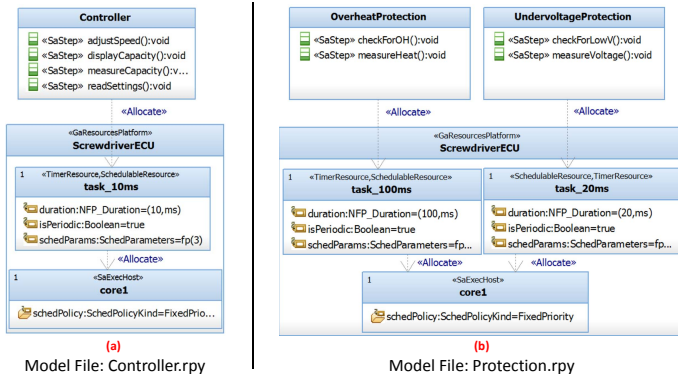 Controller
«SaStep» adjustSpeed():void
«SaStep» displayCapacity():void
«SaStep» measureCapacity():v...
«SaStep» readSettings():void
«Allocate»
«GaResourcesPlatform»
ScrewdriverECU
1 «TimerResource,SchedulableResource»
task_10ms
duration:NFP_Duration=(10,ms)
isPeriodic:Boolean=true
schedParams:SchedParameters=fp(3)
«Allocate»
1 «SaExecHost»
core1
schedPolicy:SchedPolicyKind=FixedPrio...
(a)
Model File: Controller.rpy
OverheatProtection
«SaStep» checkForOH():void
«SaStep» measureHeat():void
UndervoltageProtection
«SaStep» checkForLowV():void
«SaStep» measureVoltage():void
«Allocate» «Allocate»
«GaResourcesPlatform»
ScrewdriverECU
1 «TimerResource,SchedulableResource»
task_100ms
duration:NFP_Duration=(100,ms)
isPeriodic:Boolean=true
schedParams:SchedParameters=fp...
1 «SchedulableResource,TimerResource»
task_20ms
duration:NFP_Duration=(20,ms)
isPeriodic:Boolean=true
schedParams:SchedParameters=fp...
«Allocate» «Allocate»
1 «SaExecHost»
core1
schedPolicy:SchedPolicyKind=FixedPriority
(b)
Model File: Protection.rpy